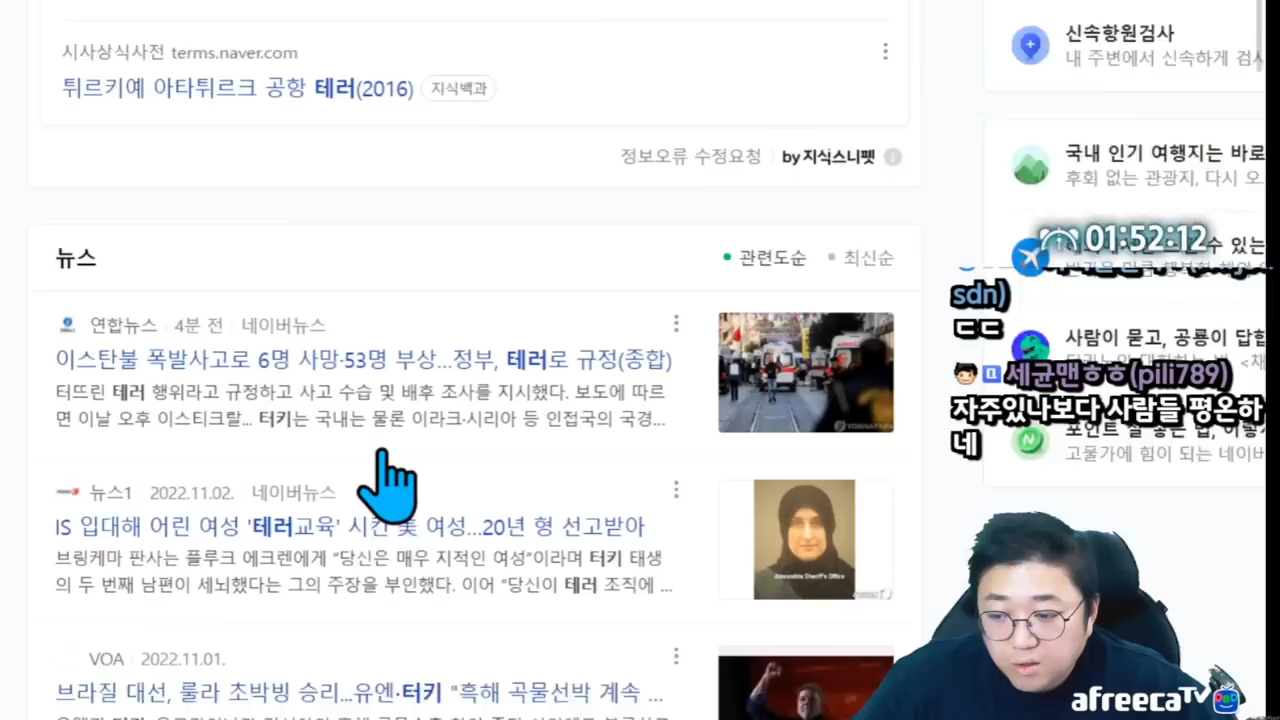 시사상식사전 terms.naver.com
튀르키예 아타튀르크 공항 테러(2016) 지식백과
정보오류 수정요청 by지식스니펫
뉴스
관련도순 최신순
연합뉴스 4분 전 네이버뉴스
이스탄불 폭발사고로 6명 사망·53명 부상...정부, 테러로 규정(종합)
터뜨린 테러 행위라고 규정하고 사고 수습 및 배후 조사를 지시했다. 보도에 따르
면 이날 오후 이스티크랄... 터키는 국내는 물론 이라크·시리아 등 인접국의 국경...
뉴스1 2022.11.02. 네이버뉴스
IS 입대해 어린 여성 '테러교육' 시킨 美 여성...20년 형 선고받아
브링케마 판사는 플루크 에크렌에게 "당신은 매우 지적인 여성"이라며 터키 태생
의 두 번째 남편이 세뇌했다는 그의 주장을 부인했다. 이어 "당신이 테러 조직에 ...
Alexandria Sheriff's Office
VOA 2022.11.01.
브라질 대선, 룰라 초박빙 승리...유엔·터키 "흑해 곡물선박 계속 ...
신속항원검사
내 주변에서 신속하게 검사
국내 인기 여행지는 바로
후회 없는 관광지, 다시 오
01:52:12
수 있는
sdn)
ㄷㄷ
사람이 묻고, 공룡이 답합
세균맨ㅎㅎ(pili789)
자주있나보다 사람들 평온하
네
고물가에 힘이 되는 네이버
afreecaTV